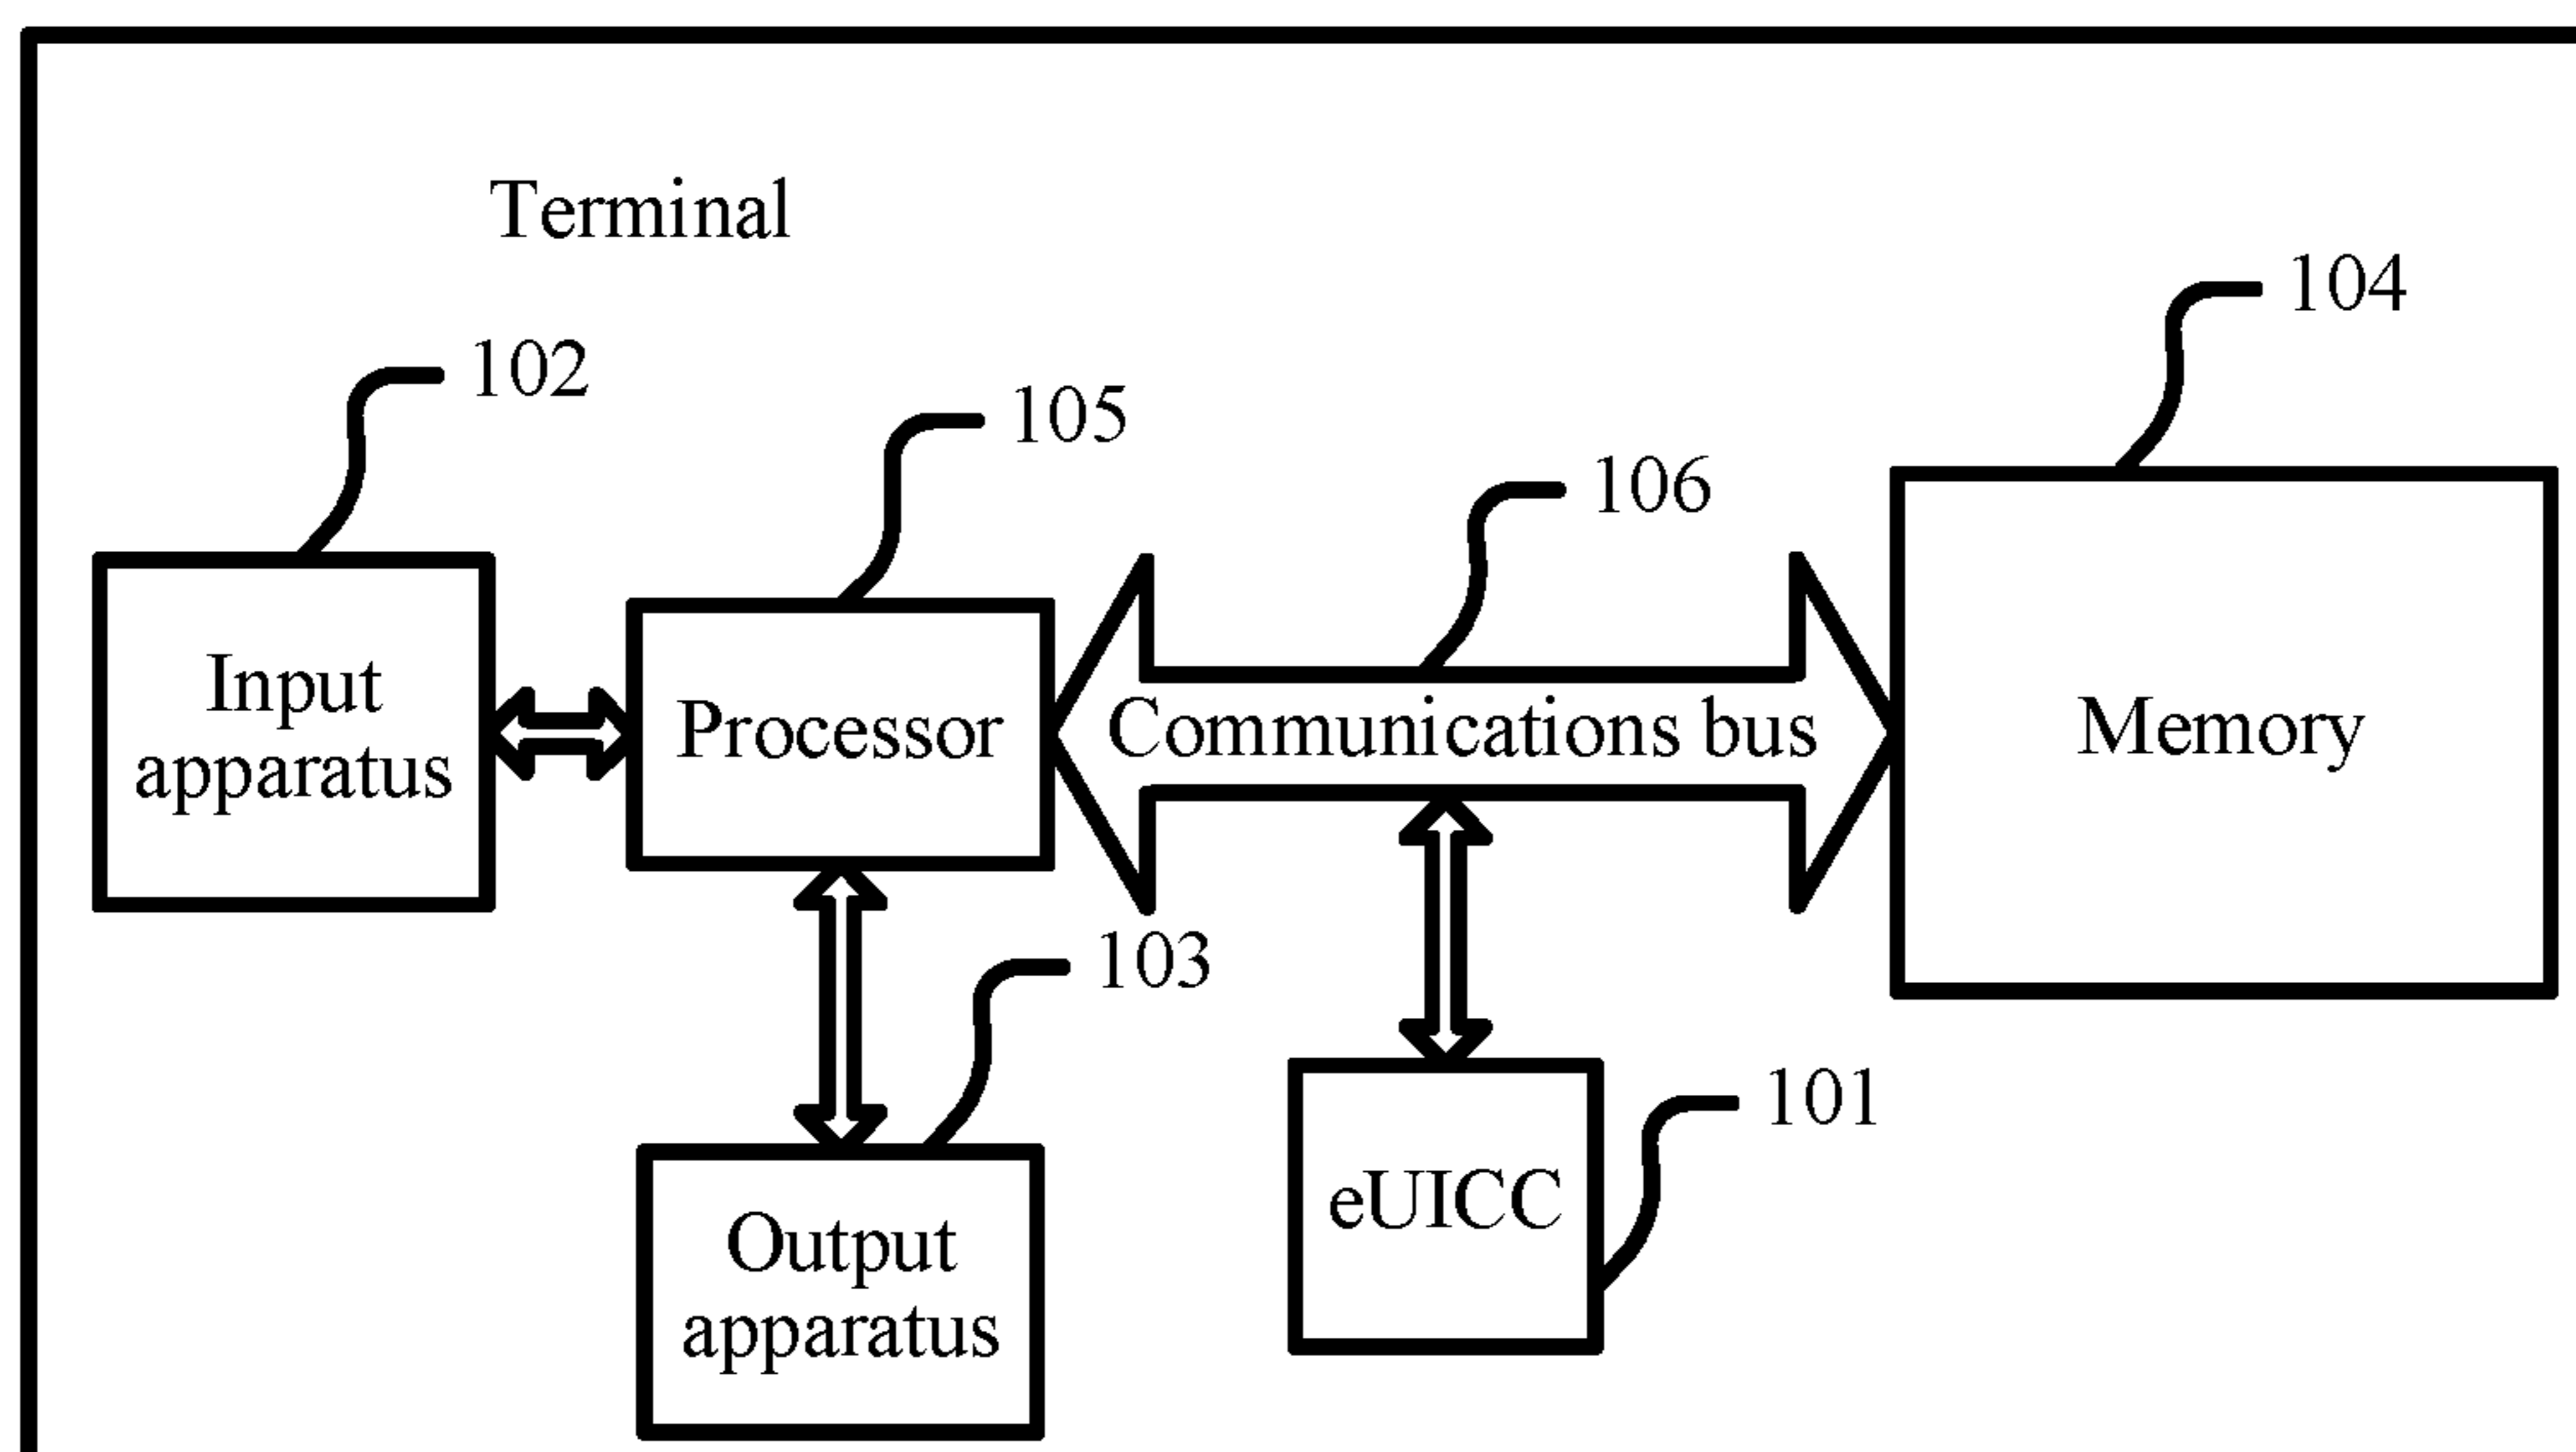 Terminal
104
102
105
106
Input
apparatus
Processor
Communications bus
Memory
103
101
eUICC
Output
apparatus